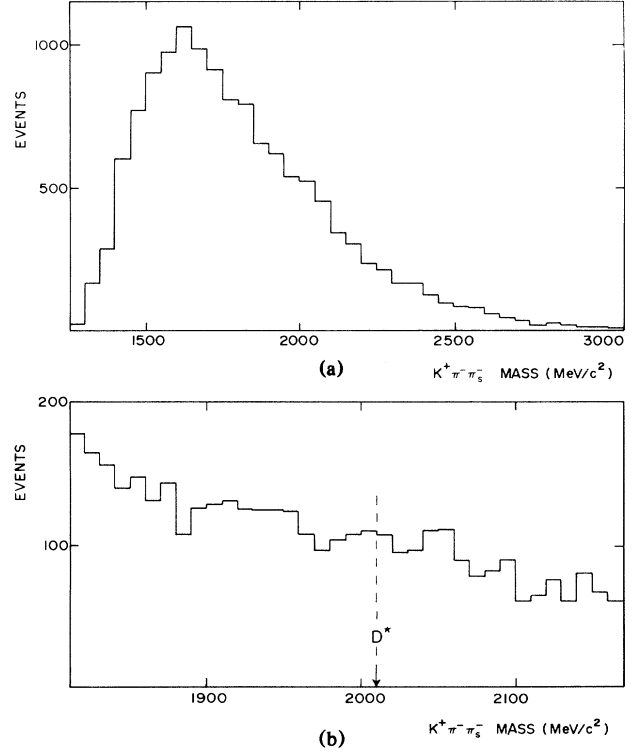 1000
500
EVENTS
1500 2000 2500 3000
(a) K⁺ π⁻ π⁻ₛ MASS (MeV/c²)
200
100
EVENTS
D*
1900 2000 2100
(b) K⁺ π⁻ π⁻ₛ MASS (MeV/c²)